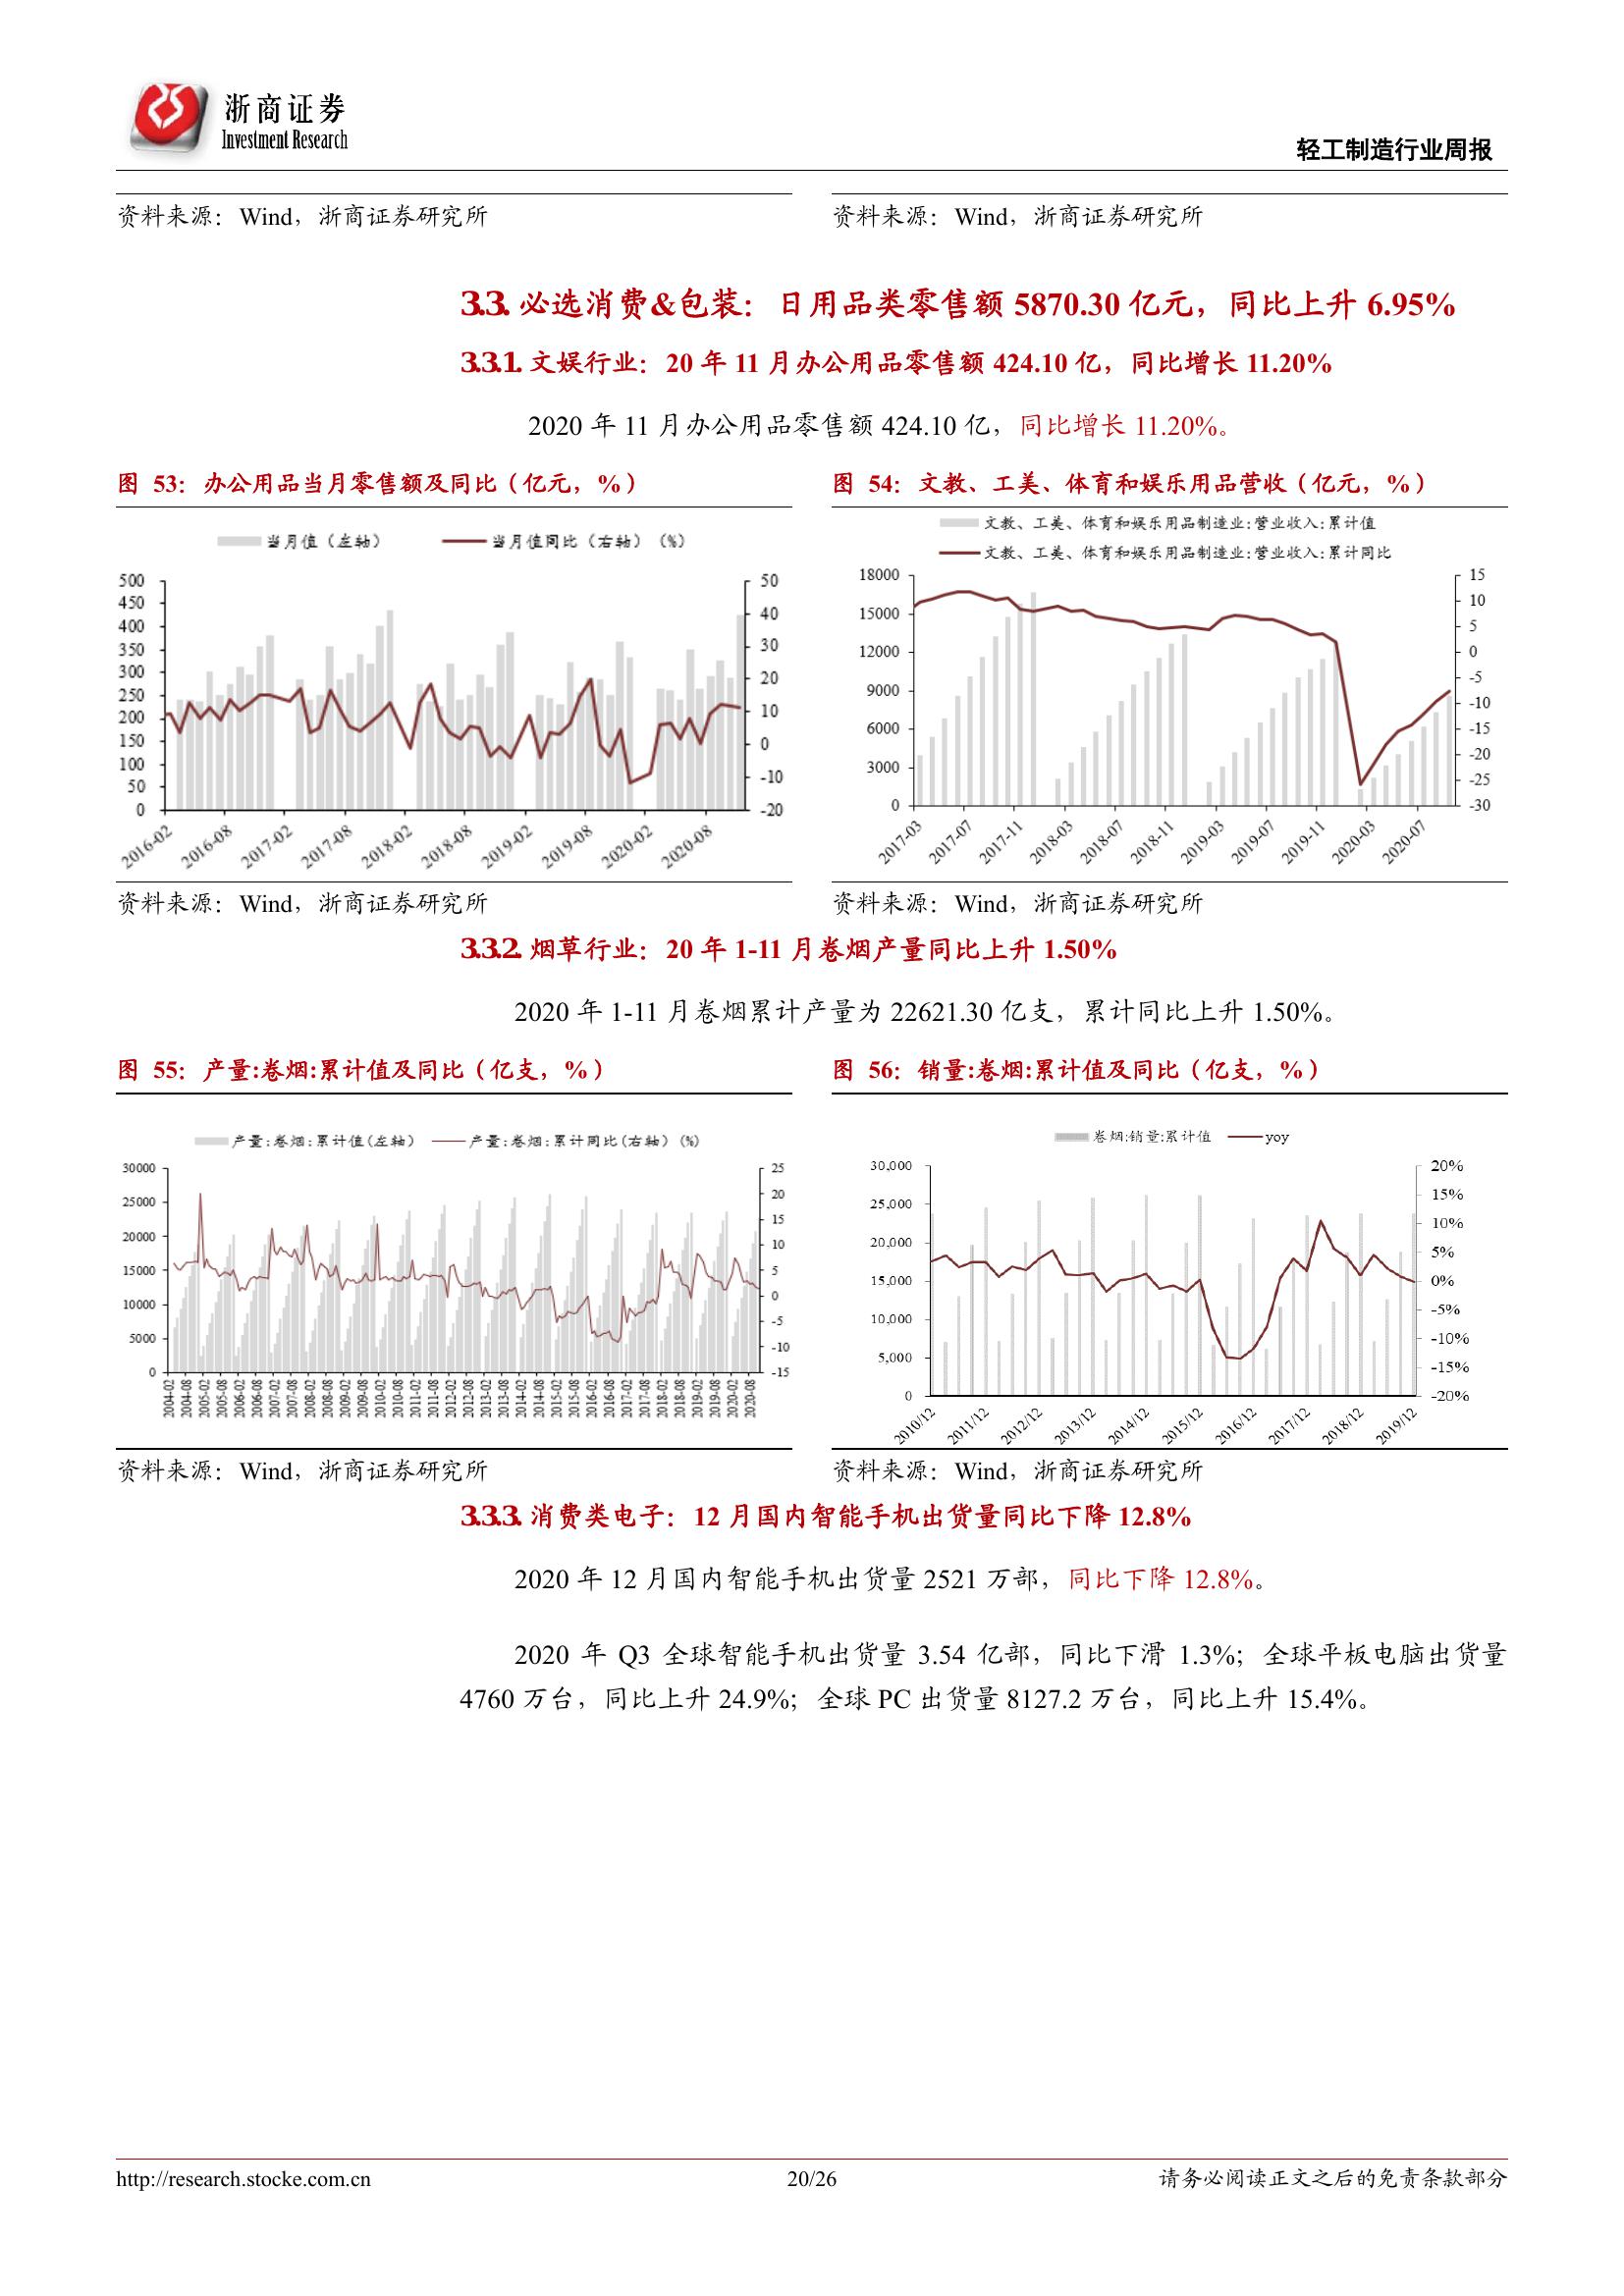 浙商证券
Investment Research
轻工制造行业周报
资料来源：Wind，浙商证券研究所
资料来源：Wind，浙商证券研究所
3.3. 必选消费&包装：日用品类零售额 5870.30 亿元，同比上升 6.95%
3.3.1. 文娱行业：20 年 11 月办公用品零售额 424.10 亿，同比增长 11.20%
2020 年 11 月办公用品零售额 424.10 亿，同比增长 11.20%。
图 53：办公用品当月零售额及同比（亿元，%）
当月值（左轴） 当月值同比（右轴）（%）
500
450
400
350
300
250
200
150
100
50
0
50
40
30
20
10
0
-10
-20
2016-02 2016-08 2017-02 2017-08 2018-02 2018-08 2019-02 2019-08 2020-02 2020-08
资料来源：Wind，浙商证券研究所
图 54：文教、工美、体育和娱乐用品营收（亿元，%）
文教、工美、体育和娱乐用品制造业:营业收入:累计值
文教、工美、体育和娱乐用品制造业:营业收入:累计同比
18000
15000
12000
9000
6000
3000
0
15
10
5
0
-5
-10
-15
-20
-25
-30
2017-03 2017-07 2017-11 2018-03 2018-07 2018-11 2019-03 2019-07 2019-11 2020-03 2020-07
资料来源：Wind，浙商证券研究所
3.3.2. 烟草行业：20 年 1-11 月卷烟产量同比上升 1.50%
2020 年 1-11 月卷烟累计产量为 22621.30 亿支，累计同比上升 1.50%。
图 55：产量:卷烟:累计值及同比（亿支，%）
产量:卷烟:累计值(左轴） 产量:卷烟:累计同比(右轴）(%)
30000
25000
20000
15000
10000
5000
0
25
20
15
10
5
0
-5
-10
-15
2004-02 2004-08 2005-02 2005-08 2006-02 2006-08 2007-02 2007-08 2008-02 2008-08 2009-02 2009-08 2010-02 2010-08 2011-02 2011-08 2012-02 2012-08 2013-02 2013-08 2014-02 2014-08 2015-02 2015-08 2016-02 2016-08 2017-02 2017-08 2018-02 2018-08 2019-02 2019-08 2020-02 2020-08
资料来源：Wind，浙商证券研究所
图 56：销量:卷烟:累计值及同比（亿支，%）
卷烟:销量:累计值 yoy
30,000
25,000
20,000
15,000
10,000
5,000
0
20%
15%
10%
5%
0%
-5%
-10%
-15%
-20%
2010/12 2011/12 2012/12 2013/12 2014/12 2015/12 2016/12 2017/12 2018/12 2019/12
资料来源：Wind，浙商证券研究所
3.3.3. 消费类电子：12 月国内智能手机出货量同比下降 12.8%
2020 年 12 月国内智能手机出货量 2521 万部，同比下降 12.8%。
2020 年 Q3 全球智能手机出货量 3.54 亿部，同比下滑 1.3%；全球平板电脑出货量
4760 万台，同比上升 24.9%；全球 PC 出货量 8127.2 万台，同比上升 15.4%。
http://research.stocke.com.cn
20/26
请务必阅读正文之后的免责条款部分